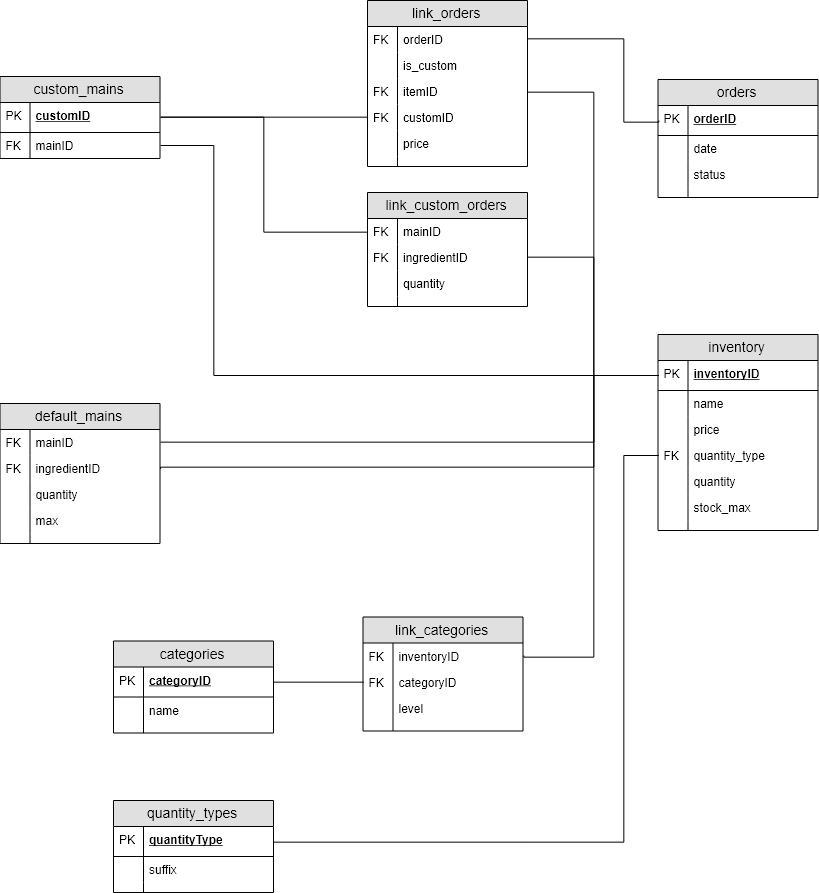 link_orders
FK orderID
is_custom
FK itemID
FK customID
price
custom_mains
PK customID
FK mainID
orders
PK orderID
date
status
link_custom_orders
FK mainID
FK ingredientID
quantity
inventory
PK inventoryID
name
price
FK quantity_type
quantity
stock_max
default_mains
FK mainID
FK ingredientID
quantity
max
link_categories
FK inventoryID
FK categoryID
level
categories
PK categoryID
name
quantity_types
PK quantityType
suffix